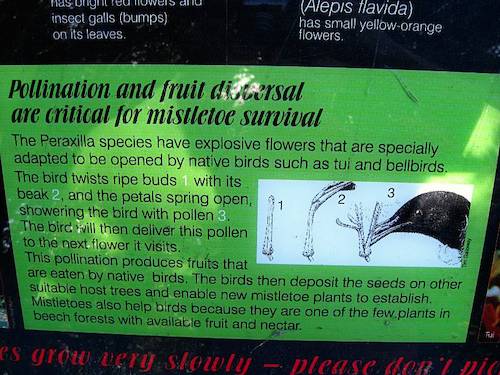 has bright red flowers and
insect galls (bumps)
on its leaves.
(Alepis flavida)
has small yellow-orange
flowers.
Pollination and fruit dispersal
are critical for mistletoe survival
The Peraxilla species have explosive flowers that are specially
adapted to be opened by native birds such as tui and bellbirds.
The bird twists ripe buds 1 with its
beak 2, and the petals spring open,
showering the bird with pollen 3.
The bird will then deliver this pollen
to the next flower it visits.
This pollination produces fruits that
are eaten by native birds. The birds then deposit the seeds on other
suitable host trees and enable new mistletoe plants to establish.
Mistletoes also help birds because they are one of the few plants in
beech forests with available fruit and nectar.
1
2
3
Tui
es grow very slowly – please don't pic